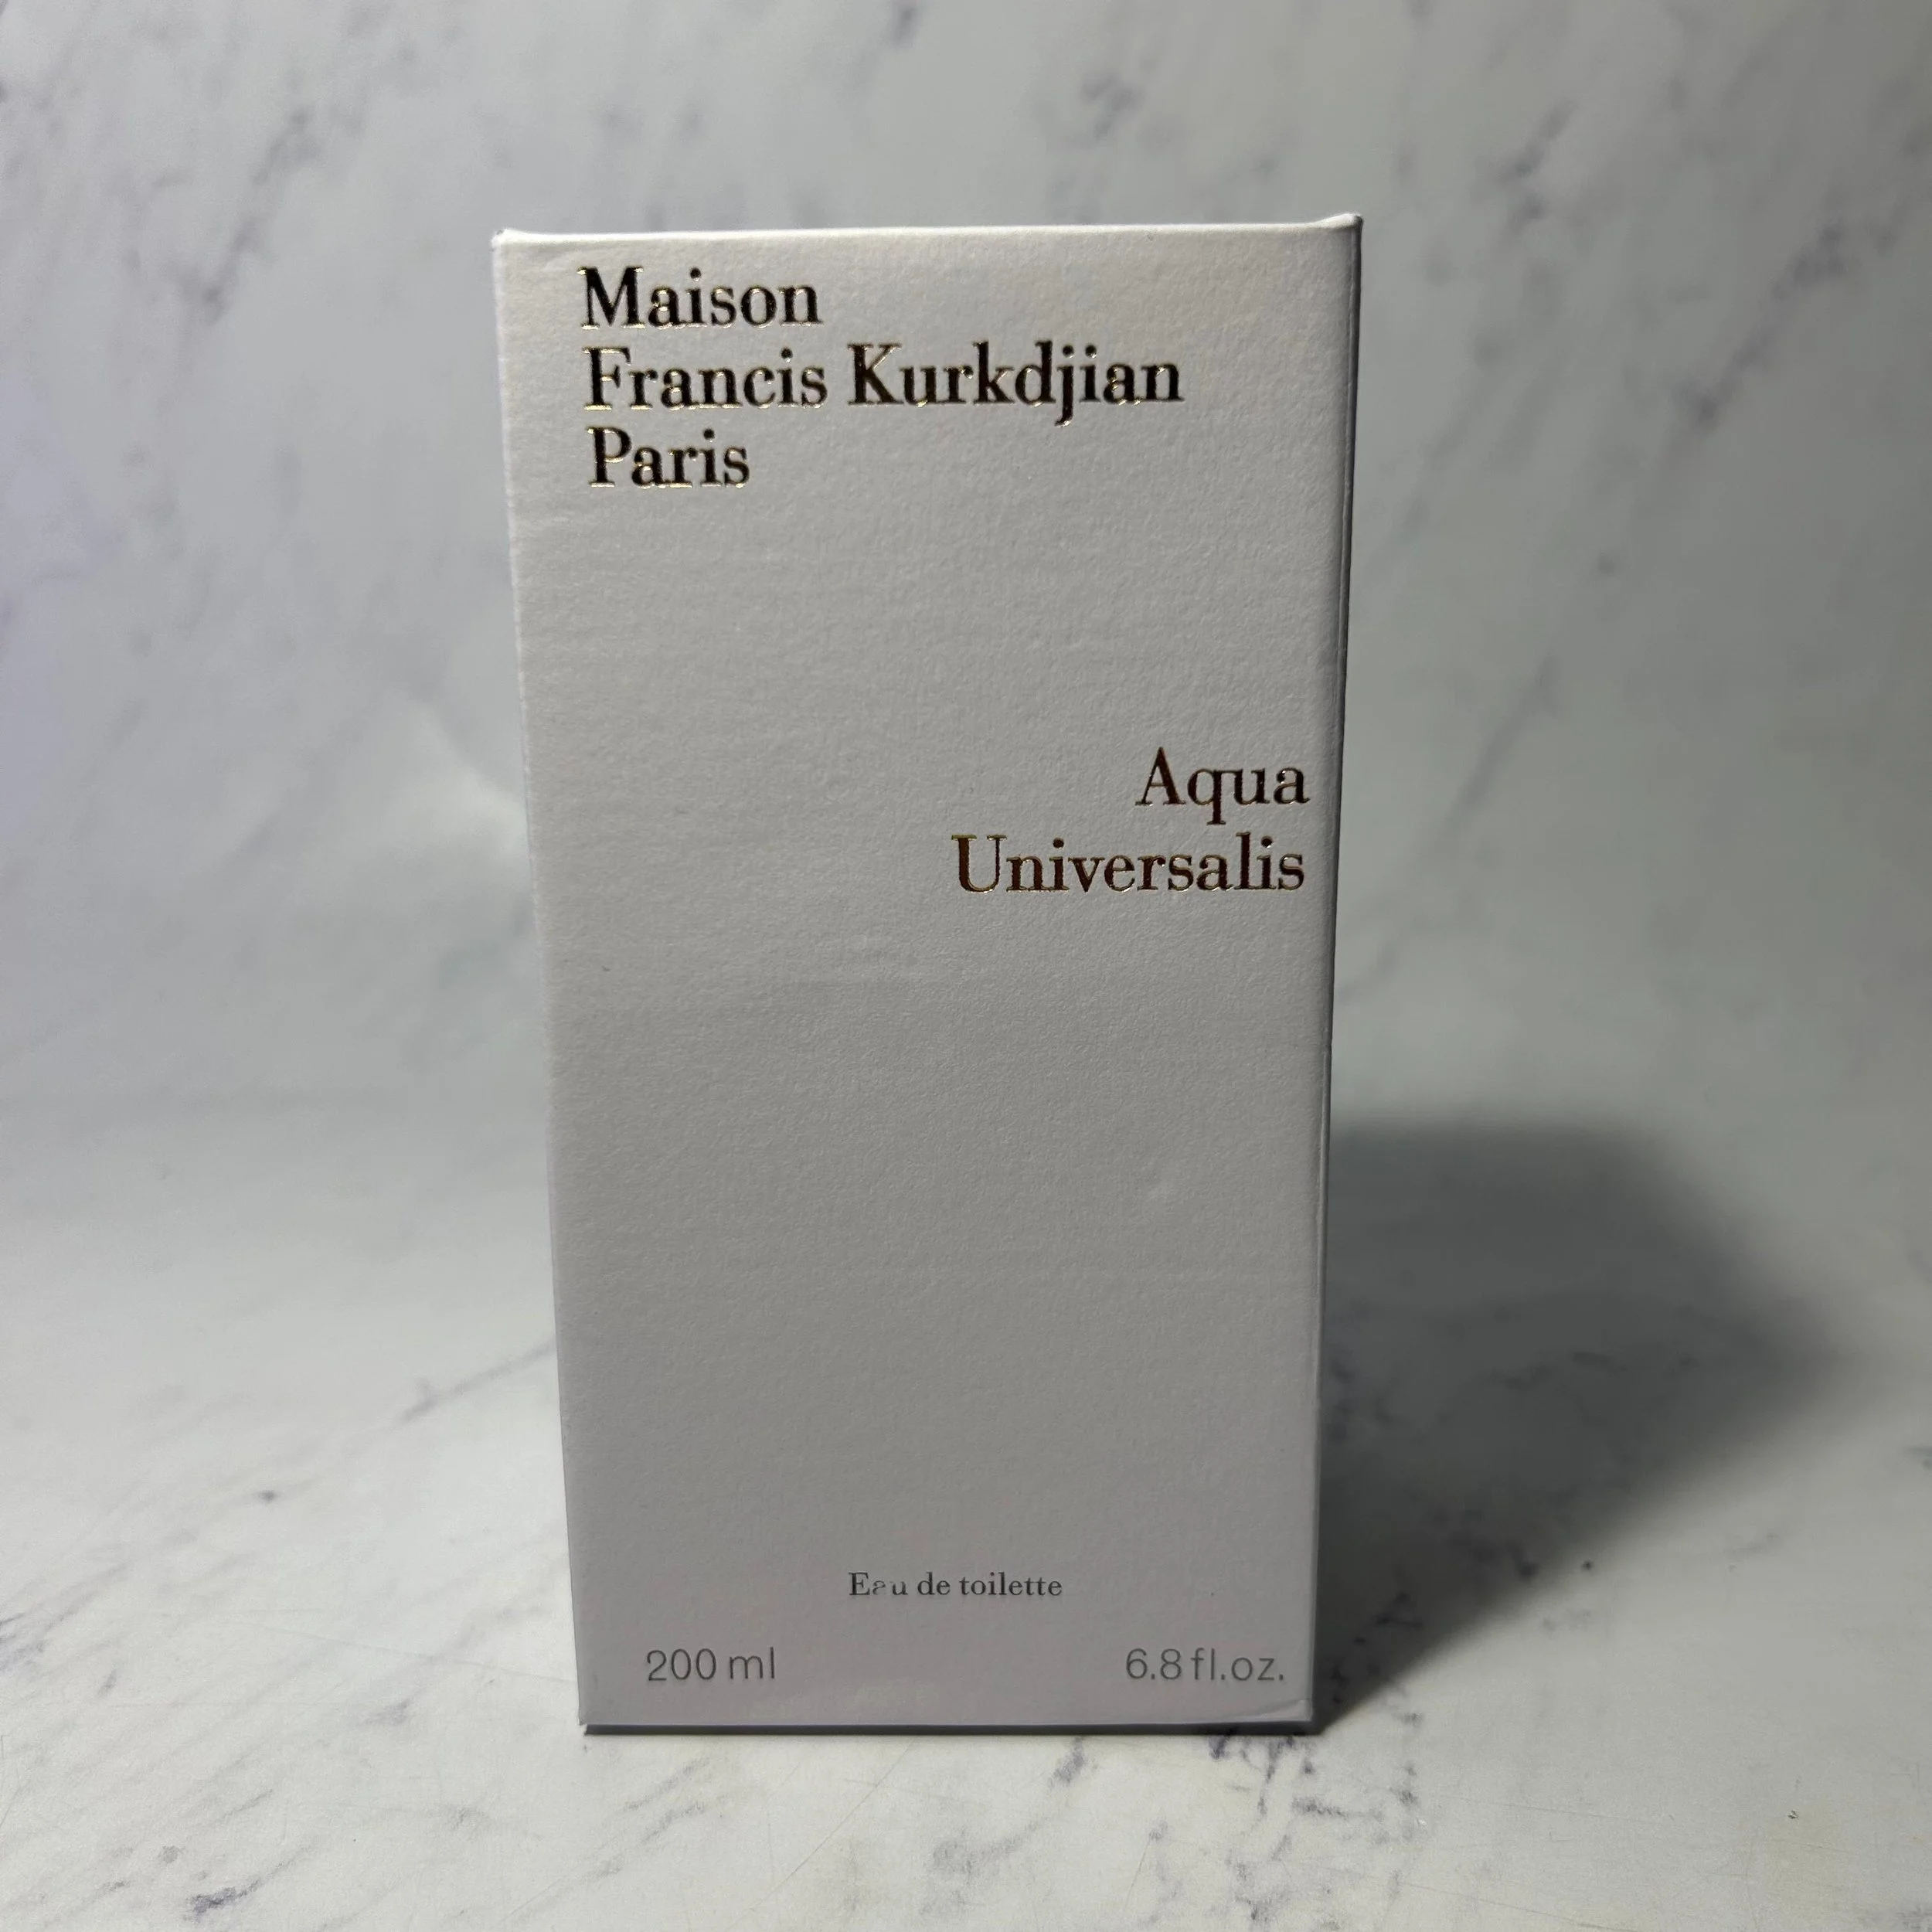 Maison
Francis Kurkdjian
Paris
Aqua
Universalis
Eau de toilette
200 ml 6.8 fl.oz.